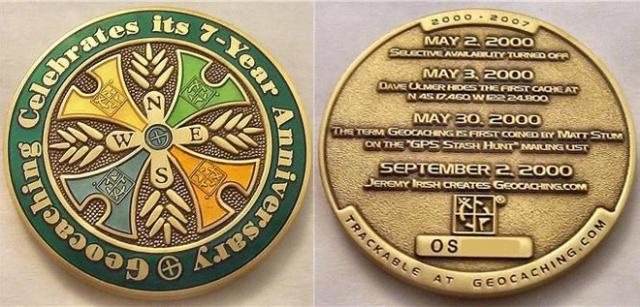 Geocaching Celebrates its 7-Year Anniversary
N
W E
S
2000 - 2007
MAY 2, 2000
SELECTIVE AVAILABILITY TURNED OFF
MAY 3, 2000
DAVE ULMER HIDES THE FIRST CACHE AT
N 45 17.460 W 122 24.800
MAY 30, 2000
THE TERM GEOCACHING IS FIRST COINED BY MATT STUM
ON THE "GPS STASH HUNT" MAILING LIST
SEPTEMBER 2, 2000
JEREMY IRISH CREATES GEOCACHING.COM
OS
TRACKABLE AT GEOCACHING.COM